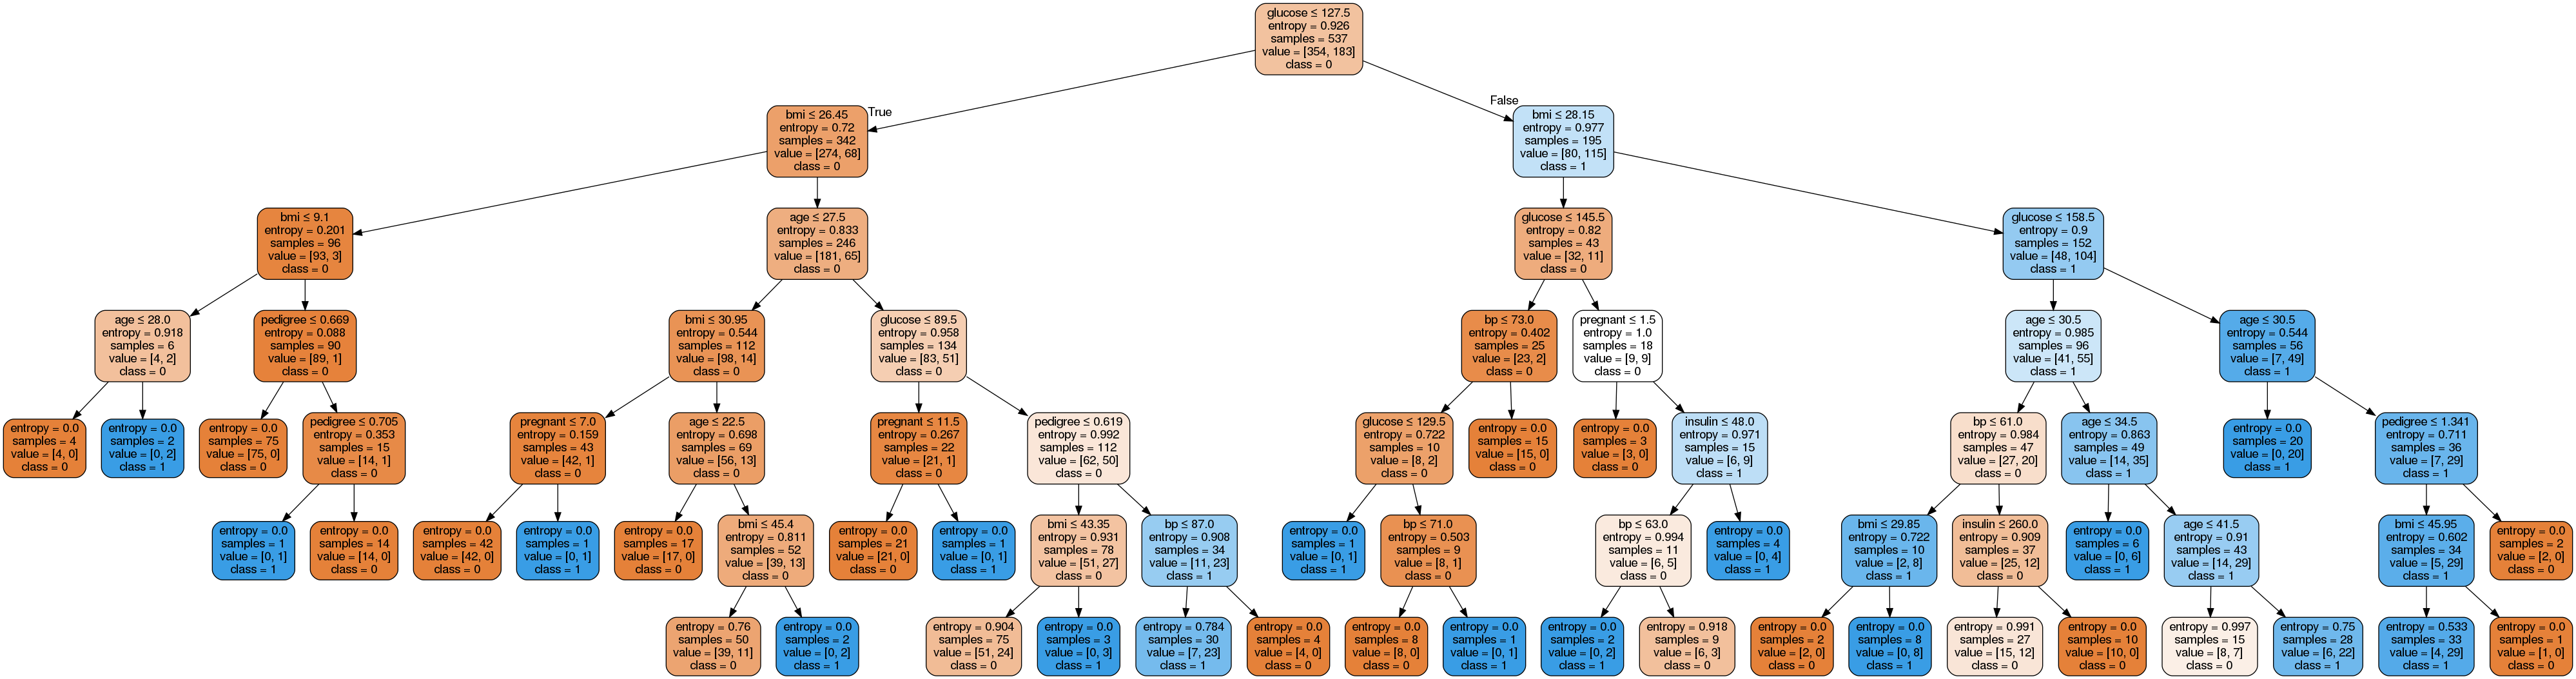 glucose ≤ 127.5
entropy = 0.926
samples = 537
value = [354, 183]
class = 0
True
False
bmi ≤ 26.45
entropy = 0.72
samples = 342
value = [274, 68]
class = 0
bmi ≤ 28.15
entropy = 0.977
samples = 195
value = [80, 115]
class = 1
bmi ≤ 9.1
entropy = 0.201
samples = 96
value = [93, 3]
class = 0
age ≤ 27.5
entropy = 0.833
samples = 246
value = [181, 65]
class = 0
glucose ≤ 145.5
entropy = 0.82
samples = 43
value = [32, 11]
class = 0
glucose ≤ 158.5
entropy = 0.9
samples = 152
value = [48, 104]
class = 1
age ≤ 28.0
entropy = 0.918
samples = 6
value = [4, 2]
class = 0
pedigree ≤ 0.669
entropy = 0.088
samples = 90
value = [89, 1]
class = 0
bmi ≤ 30.95
entropy = 0.544
samples = 112
value = [98, 14]
class = 0
glucose ≤ 89.5
entropy = 0.958
samples = 134
value = [83, 51]
class = 0
bp ≤ 73.0
entropy = 0.402
samples = 25
value = [23, 2]
class = 0
pregnant ≤ 1.5
entropy = 1.0
samples = 18
value = [9, 9]
class = 0
age ≤ 30.5
entropy = 0.985
samples = 96
value = [41, 55]
class = 1
age ≤ 30.5
entropy = 0.544
samples = 56
value = [7, 49]
class = 1
entropy = 0.0
samples = 4
value = [4, 0]
class = 0
entropy = 0.0
samples = 2
value = [0, 2]
class = 1
entropy = 0.0
samples = 75
value = [75, 0]
class = 0
pedigree ≤ 0.705
entropy = 0.353
samples = 15
value = [14, 1]
class = 0
pregnant ≤ 7.0
entropy = 0.159
samples = 43
value = [42, 1]
class = 0
age ≤ 22.5
entropy = 0.698
samples = 69
value = [56, 13]
class = 0
pregnant ≤ 11.5
entropy = 0.267
samples = 22
value = [21, 1]
class = 0
pedigree ≤ 0.619
entropy = 0.992
samples = 112
value = [62, 50]
class = 0
glucose ≤ 129.5
entropy = 0.722
samples = 10
value = [8, 2]
class = 0
entropy = 0.0
samples = 15
value = [15, 0]
class = 0
entropy = 0.0
samples = 3
value = [3, 0]
class = 0
insulin ≤ 48.0
entropy = 0.971
samples = 15
value = [6, 9]
class = 1
bp ≤ 61.0
entropy = 0.984
samples = 47
value = [27, 20]
class = 0
age ≤ 34.5
entropy = 0.863
samples = 49
value = [14, 35]
class = 1
entropy = 0.0
samples = 20
value = [0, 20]
class = 1
pedigree ≤ 1.341
entropy = 0.711
samples = 36
value = [7, 29]
class = 1
entropy = 0.0
samples = 1
value = [0, 1]
class = 1
entropy = 0.0
samples = 14
value = [14, 0]
class = 0
entropy = 0.0
samples = 42
value = [42, 0]
class = 0
entropy = 0.0
samples = 1
value = [0, 1]
class = 1
entropy = 0.0
samples = 17
value = [17, 0]
class = 0
bmi ≤ 45.4
entropy = 0.811
samples = 52
value = [39, 13]
class = 0
entropy = 0.0
samples = 21
value = [21, 0]
class = 0
entropy = 0.0
samples = 1
value = [0, 1]
class = 1
bmi ≤ 43.35
entropy = 0.931
samples = 78
value = [51, 27]
class = 0
bp ≤ 87.0
entropy = 0.908
samples = 34
value = [11, 23]
class = 1
entropy = 0.0
samples = 1
value = [0, 1]
class = 1
bp ≤ 71.0
entropy = 0.503
samples = 9
value = [8, 1]
class = 0
bp ≤ 63.0
entropy = 0.994
samples = 11
value = [6, 5]
class = 0
entropy = 0.0
samples = 4
value = [0, 4]
class = 1
bmi ≤ 29.85
entropy = 0.722
samples = 10
value = [2, 8]
class = 1
insulin ≤ 260.0
entropy = 0.909
samples = 37
value = [25, 12]
class = 0
entropy = 0.0
samples = 6
value = [0, 6]
class = 1
age ≤ 41.5
entropy = 0.91
samples = 43
value = [14, 29]
class = 1
bmi ≤ 45.95
entropy = 0.602
samples = 34
value = [5, 29]
class = 1
entropy = 0.0
samples = 2
value = [2, 0]
class = 0
entropy = 0.76
samples = 50
value = [39, 11]
class = 0
entropy = 0.0
samples = 2
value = [0, 2]
class = 1
entropy = 0.904
samples = 75
value = [51, 24]
class = 0
entropy = 0.0
samples = 3
value = [0, 3]
class = 1
entropy = 0.784
samples = 30
value = [7, 23]
class = 1
entropy = 0.0
samples = 4
value = [4, 0]
class = 0
entropy = 0.0
samples = 8
value = [8, 0]
class = 0
entropy = 0.0
samples = 1
value = [0, 1]
class = 1
entropy = 0.0
samples = 2
value = [0, 2]
class = 1
entropy = 0.918
samples = 9
value = [6, 3]
class = 0
entropy = 0.0
samples = 2
value = [2, 0]
class = 0
entropy = 0.0
samples = 8
value = [0, 8]
class = 1
entropy = 0.991
samples = 27
value = [15, 12]
class = 0
entropy = 0.0
samples = 10
value = [10, 0]
class = 0
entropy = 0.997
samples = 15
value = [8, 7]
class = 0
entropy = 0.75
samples = 28
value = [6, 22]
class = 1
entropy = 0.533
samples = 33
value = [4, 29]
class = 1
entropy = 0.0
samples = 1
value = [1, 0]
class = 0